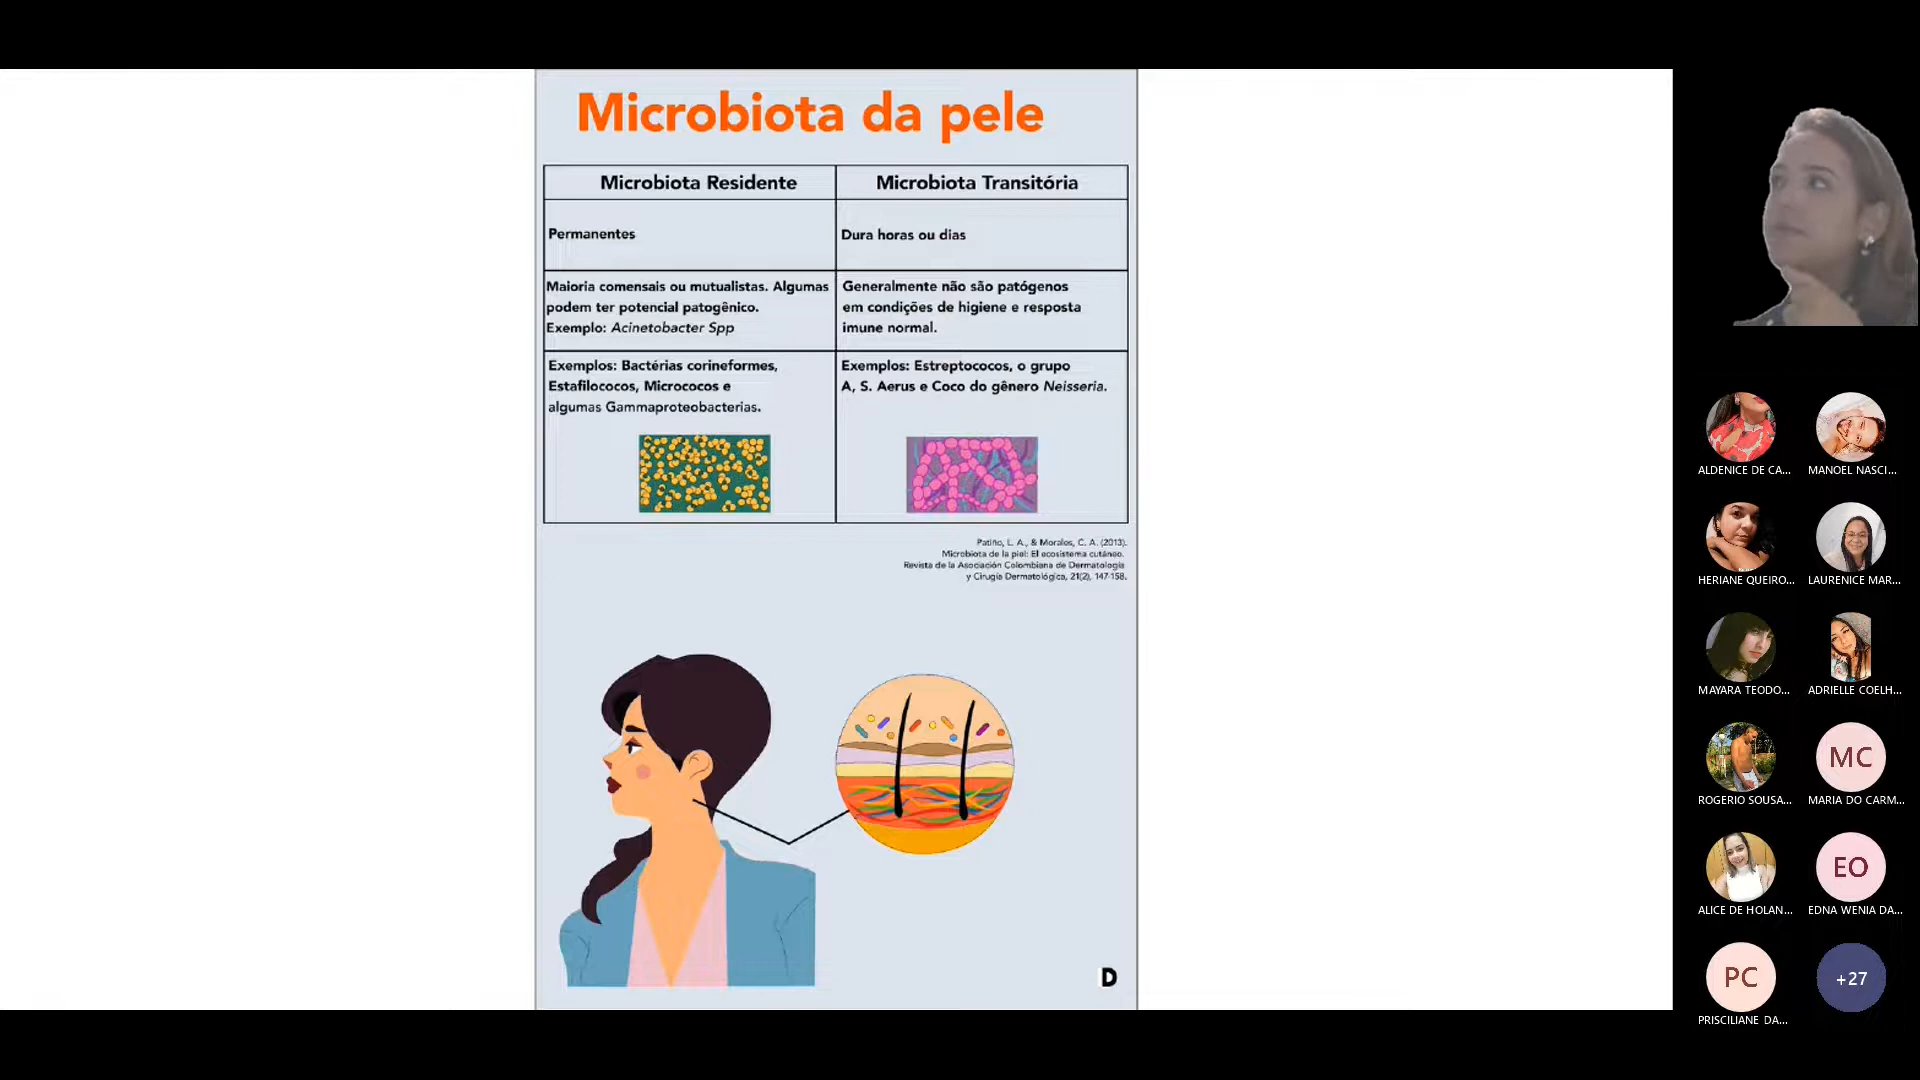 Microbiota da pele
Microbiota Residente
Microbiota Transitória
Permanentes
Dura horas ou dias
Maioria comensais ou mutualistas. Algumas
podem ter potencial patogênico.
Exemplo: Acinetobacter Spp
Generalmente não são patógenos
em condições de higiene e resposta
imune normal.
Exemplos: Bactérias corineformes,
Estafilococos, Micrococos e
algumas Gammaproteobacterias.
Exemplos: Estreptococos, o grupo
A, S. Aerus e Coco do gênero Neisseria.
Patiño, L. A., & Morales, C. A. (2013).
Microbiota de la piel: El ecosistema cutáneo.
Revista de la Asociación Colombiana de Dermatología
y Cirugía Dermatológica, 21(2), 147-158.
D
ALDENICE DE CA...
MANOEL NASCI...
HERIANE QUEIRO...
LAURENICE MAR...
MAYARA TEODO...
ADRIELLE COELH...
ROGERIO SOUSA...
MC
MARIA DO CARM...
ALICE DE HOLAN...
EO
EDNA WENIA DA...
PC
PRISCILIANE DA...
+27